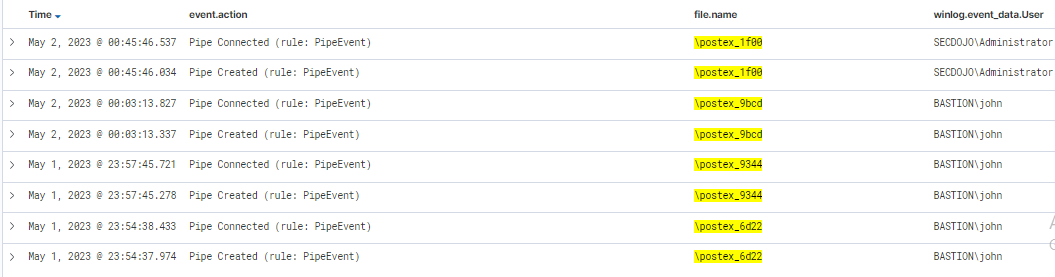 Time event.action file.name winlog.event_data.User
May 2, 2023 @ 00:45:46.537 Pipe Connected (rule: PipeEvent) \postex_1f00 SECDOJO\Administrator
May 2, 2023 @ 00:45:46.034 Pipe Created (rule: PipeEvent) \postex_1f00 SECDOJO\Administrator
May 2, 2023 @ 00:03:13.827 Pipe Connected (rule: PipeEvent) \postex_9bcd BASTION\john
May 2, 2023 @ 00:03:13.337 Pipe Created (rule: PipeEvent) \postex_9bcd BASTION\john
May 1, 2023 @ 23:57:45.721 Pipe Connected (rule: PipeEvent) \postex_9344 BASTION\john
May 1, 2023 @ 23:57:45.278 Pipe Created (rule: PipeEvent) \postex_9344 BASTION\john
May 1, 2023 @ 23:54:38.433 Pipe Connected (rule: PipeEvent) \postex_6d22 BASTION\john
May 1, 2023 @ 23:54:37.974 Pipe Created (rule: PipeEvent) \postex_6d22 BASTION\john